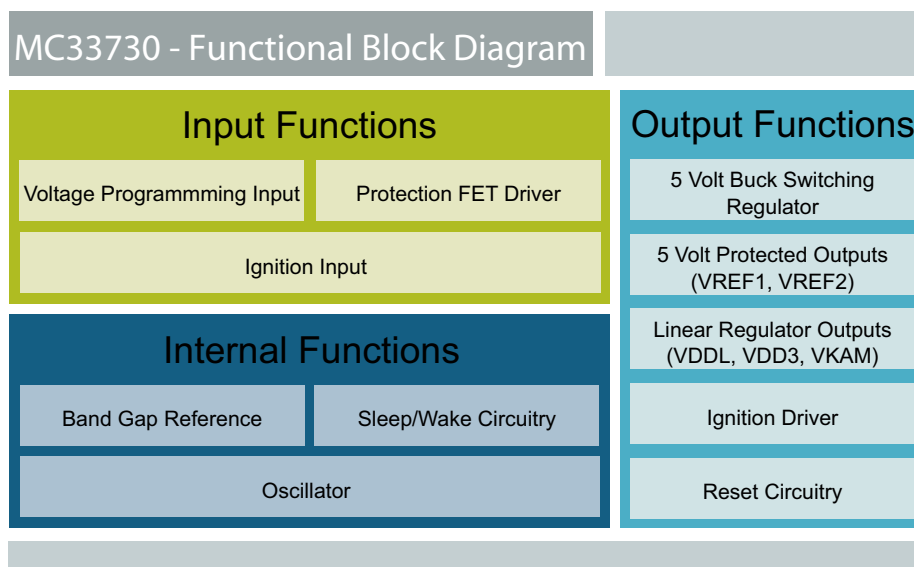 MC33730 - Functional Block Diagram
Input Functions
Voltage Programmming Input
Protection FET Driver
Ignition Input
Internal Functions
Band Gap Reference
Sleep/Wake Circuitry
Oscillator
Output Functions
5 Volt Buck Switching
Regulator
5 Volt Protected Outputs
(VREF1, VREF2)
Linear Regulator Outputs
(VDDL, VDD3, VKAM)
Ignition Driver
Reset Circuitry